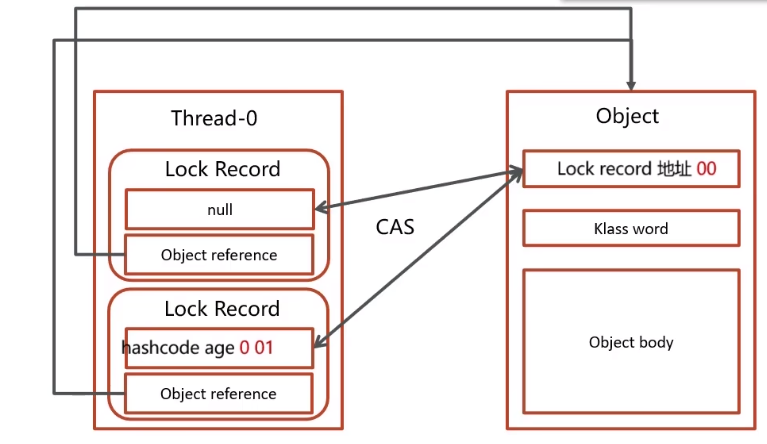 Thread-0
Lock Record
null
Object reference
Lock Record
hashcode age 0 01
Object reference
CAS
Object
Lock record 地址 00
Klass word
Object body